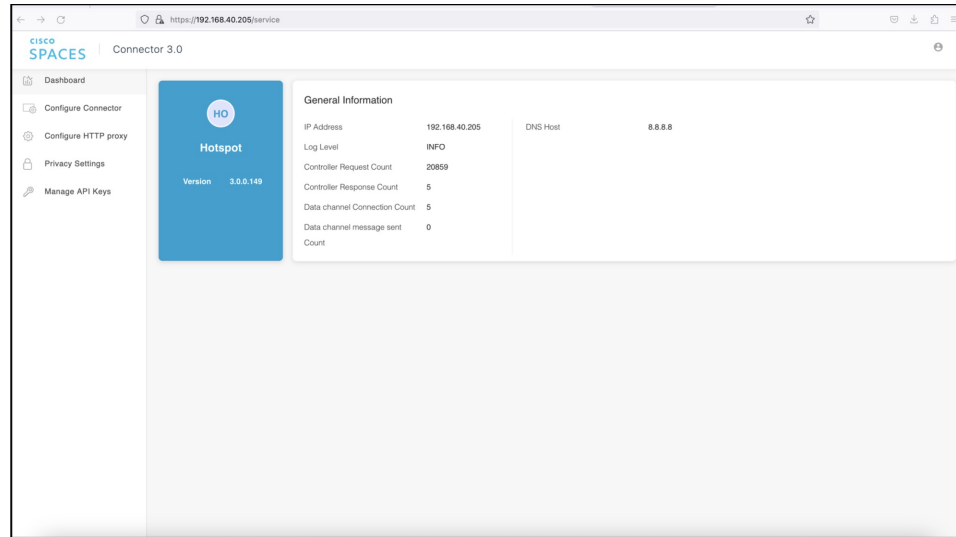 https://192.168.40.205/service
CISCO
SPACES
Connector 3.0
Dashboard
Configure Connector
Configure HTTP proxy
Privacy Settings
Manage API Keys
HO
Hotspot
Version 3.0.0.149
General Information
IP Address 192.168.40.205
Log Level INFO
Controller Request Count 20859
Controller Response Count 5
Data channel Connection Count 5
Data channel message sent 0
Count
DNS Host 8.8.8.8